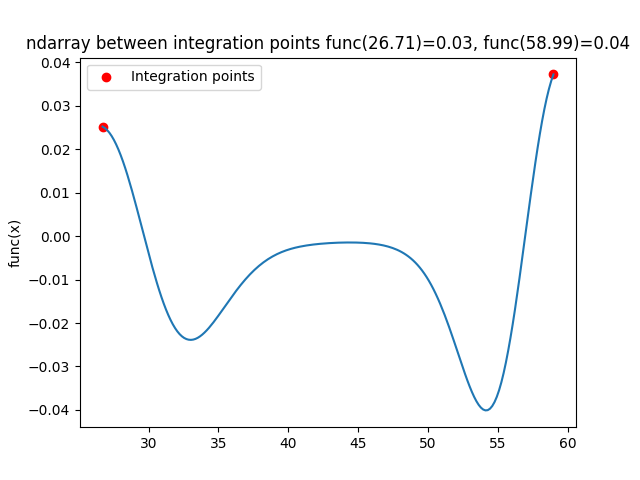 ndarray between integration points func(26.71)=0.03, func(58.99)=0.04
Integration points
func(x)
0.04
0.03
0.02
0.01
0.00
−0.01
−0.02
−0.03
−0.04
30 35 40 45 50 55 60